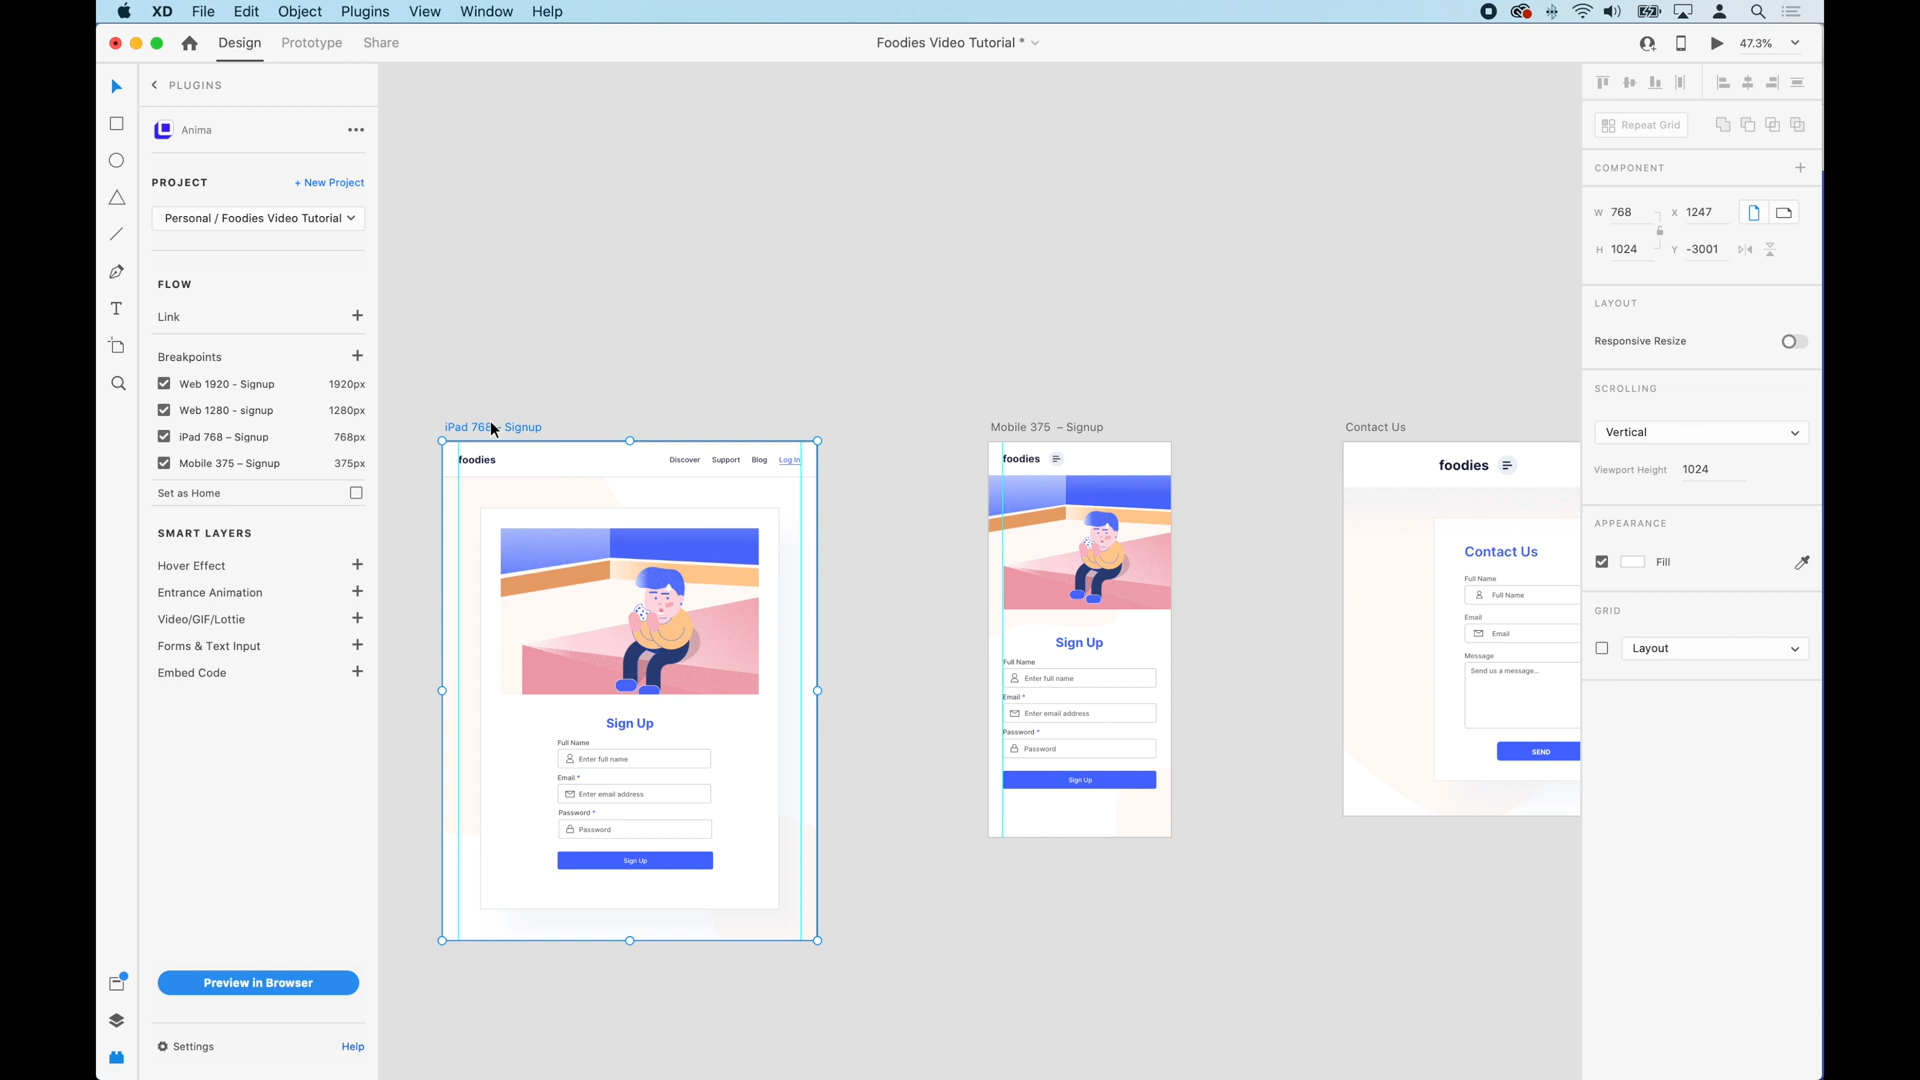 XD File Edit Object Plugins View Window Help
Design Prototype Share
Foodies Video Tutorial *
47.3%
PLUGINS
Anima
PROJECT
+ New Project
Personal / Foodies Video Tutorial
FLOW
Link
Breakpoints
Web 1920 - Signup 1920px
Web 1280 - signup 1280px
iPad 768 – Signup 768px
Mobile 375 – Signup 375px
Set as Home
SMART LAYERS
Hover Effect
Entrance Animation
Video/GIF/Lottie
Forms & Text Input
Embed Code
Preview in Browser
Settings
Help
iPad 768 – Signup
foodies
Discover Support Blog Log In
Sign Up
Full Name
Enter full name
Email *
Enter email address
Password *
Password
Sign Up
Mobile 375 – Signup
foodies
Sign Up
Full Name
Enter full name
Email *
Enter email address
Password *
Password
Sign Up
Contact Us
foodies
Contact Us
Full Name
Full Name
Email
Email
Message
Send us a message...
SEND
Repeat Grid
COMPONENT
W 768 X 1247
H 1024 Y -3001
LAYOUT
Responsive Resize
SCROLLING
Vertical
Viewport Height 1024
APPEARANCE
Fill
GRID
Layout